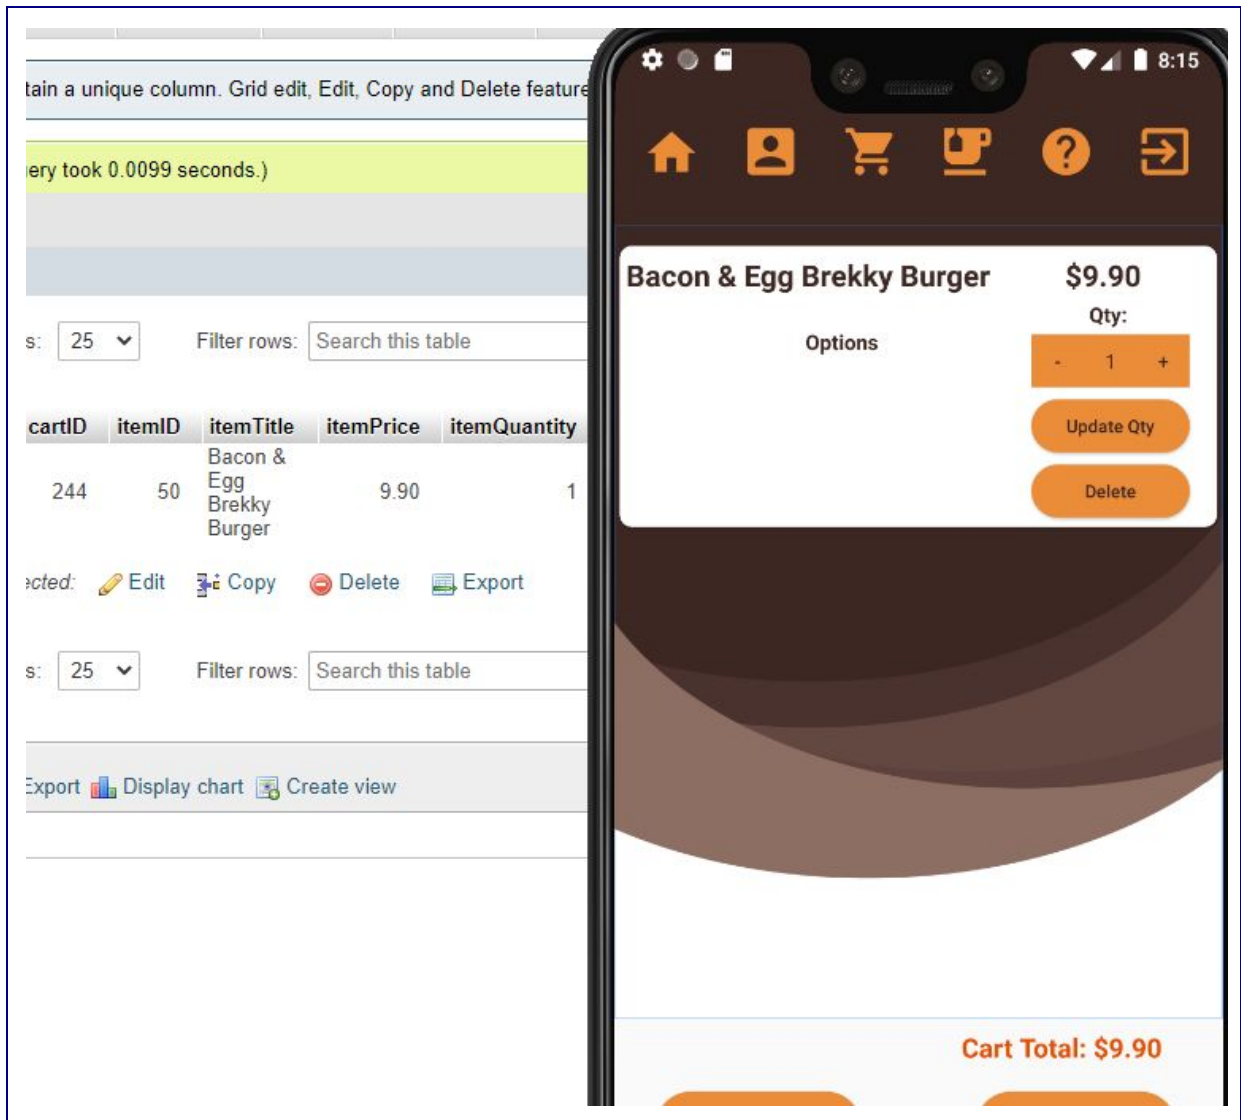 tain a unique column. Grid edit, Edit, Copy and Delete feature
ery took 0.0099 seconds.)
s: 25 Filter rows: Search this table
cartID itemID itemTitle itemPrice itemQuantity
244 50 Bacon & Egg Brekky Burger 9.90 1
ected: Edit Copy Delete Export
s: 25 Filter rows: Search this table
Export Display chart Create view
8:15
Bacon & Egg Brekky Burger $9.90
Qty:
Options
- 1 +
Update Qty
Delete
Cart Total: $9.90